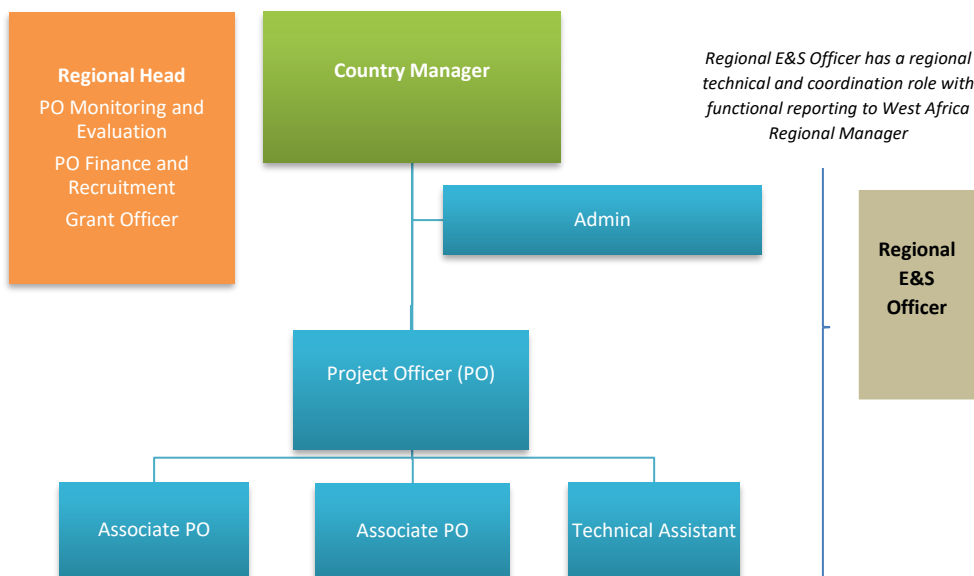 Regional Head
PO Monitoring and
Evaluation
PO Finance and
Recruitment
Grant Officer
Country Manager
Regional E&S Officer has a regional
technical and coordination role with
functional reporting to West Africa
Regional Manager
Admin
Regional
E&S
Officer
Project Officer (PO)
Associate PO
Associate PO
Technical Assistant